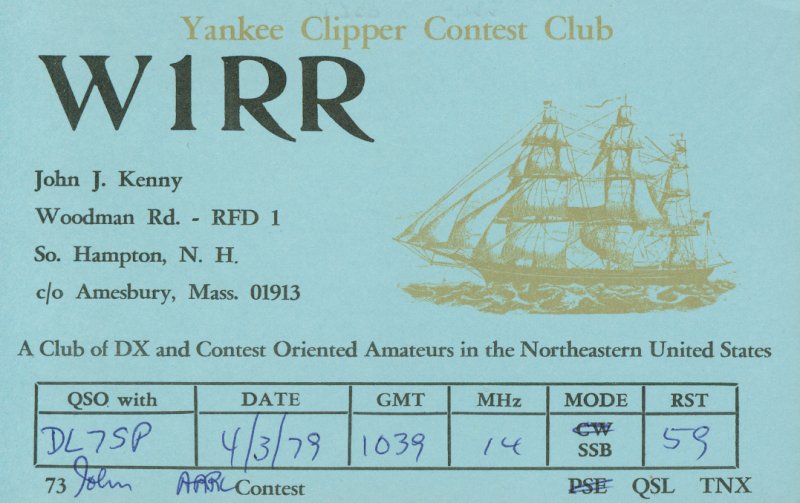 Yankee Clipper Contest Club
W1RR
John J. Kenny
Woodman Rd. - RFD 1
So. Hampton, N. H.
c/o Amesbury, Mass. 01913
A Club of DX and Contest Oriented Amateurs in the Northeastern United States
QSO with DATE GMT MHz MODE RST
DL7SP 4/3/79 1039 14 CW SSB 59
73 John ARRL Contest PSE QSL TNX